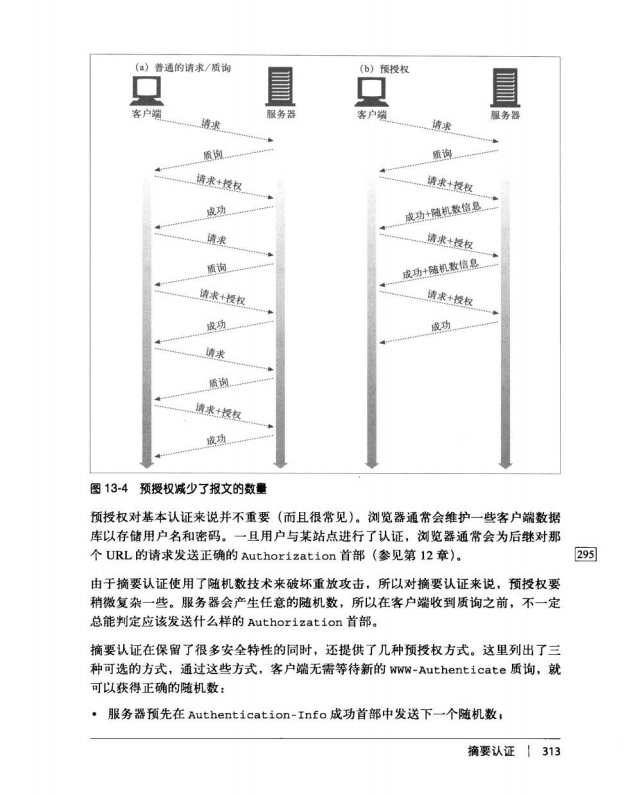 (a) 普通的请求/质询
客户端
服务器
请求
质询
请求+授权
成功
请求
质询
请求+授权
成功
请求
质询
请求+授权
成功
(b) 预授权
客户端
服务器
请求
质询
请求+授权
成功+随机数信息
请求+授权
成功+随机数信息
请求+授权
成功
图 13-4 预授权减少了报文的数量
预授权对基本认证来说并不重要（而且很常见）。浏览器通常会维护一些客户端数据
库以存储用户名和密码。一旦用户与某站点进行了认证，浏览器通常会为后继对那
个 URL 的请求发送正确的 Authorization 首部（参见第 12 章）。
295
由于摘要认证使用了随机数技术来破坏重放攻击，所以对摘要认证来说，预授权要
稍微复杂一些。服务器会产生任意的随机数，所以在客户端收到质询之前，不一定
总能判定应该发送什么样的 Authorization 首部。
摘要认证在保留了很多安全特性的同时，还提供了几种预授权方式。这里列出了三
种可选的方式，通过这些方式，客户端无需等待新的 WWW-Authenticate 质询，就
可以获得正确的随机数：
• 服务器预先在 Authentication-Info 成功首部中发送下一个随机数；
摘要认证 | 313